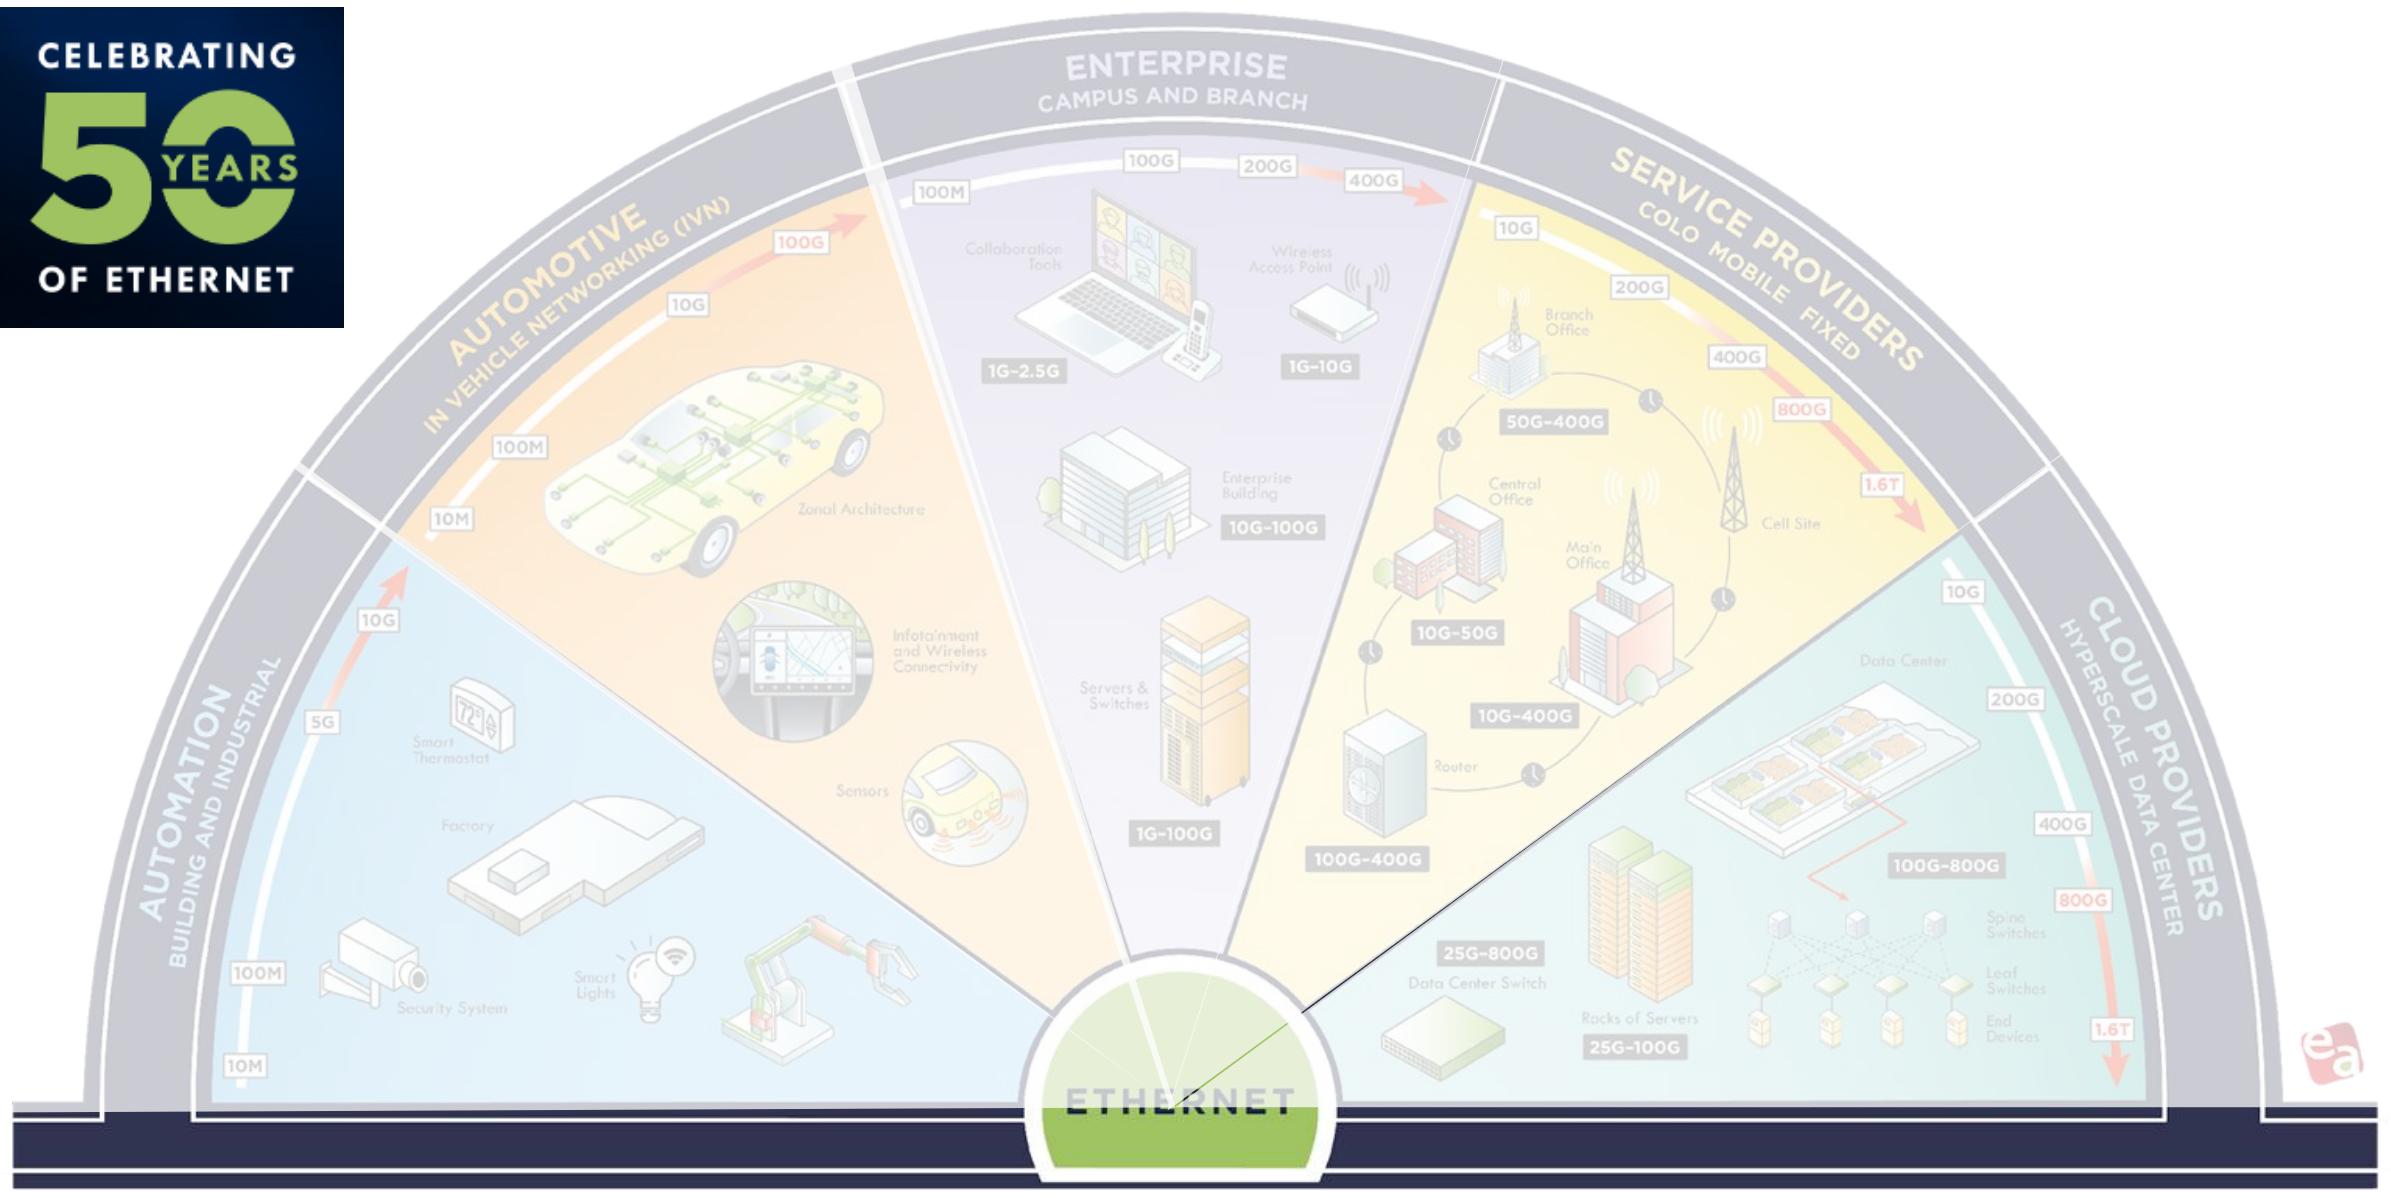 CELEBRATING
50
YEARS
OF ETHERNET
AUTOMATION
BUILDING AND INDUSTRIAL
10M
100M
5G
10G
Smart
Thermostat
72°
Factory
Security System
Smart
Lights
AUTOMOTIVE
IN VEHICLE NETWORKING (IVN)
10M
100M
10G
100G
Zonal Architecture
Infotainment
and Wireless
Connectivity
Sensors
ENTERPRISE
CAMPUS AND BRANCH
100M
100G
200G
400G
Collaboration
Tools
1G-2.5G
Wireless
Access Point
1G-10G
Enterprise
Building
10G-100G
Servers &
Switches
1G-100G
SERVICE PROVIDERS
COLO MOBILE FIXED
10G
200G
400G
800G
1.6T
Branch
Office
50G-400G
Cell Site
Central
Office
10G-50G
Main
Office
10G-400G
Router
100G-400G
CLOUD PROVIDERS
HYPERSCALE DATA CENTER
10G
200G
400G
800G
1.6T
Data Center
100G-800G
Spine
Switches
Leaf
Switches
End
Devices
Racks of Servers
25G-100G
25G-800G
Data Center Switch
ETHERNET
ea